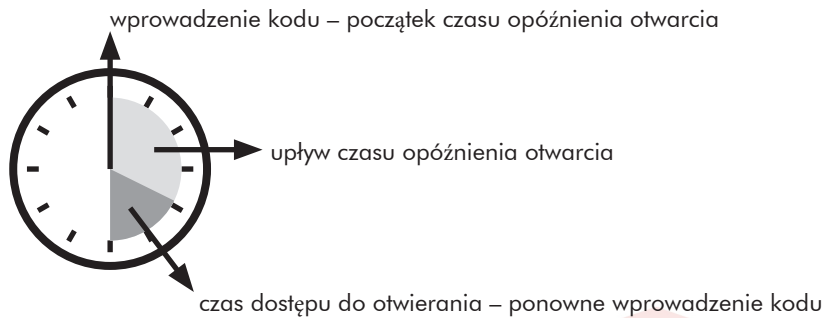 wprowadzenie kodu – początek czasu opóźnienia otwarcia
upływ czasu opóźnienia otwarcia
czas dostępu do otwierania – ponowne wprowadzenie kodu